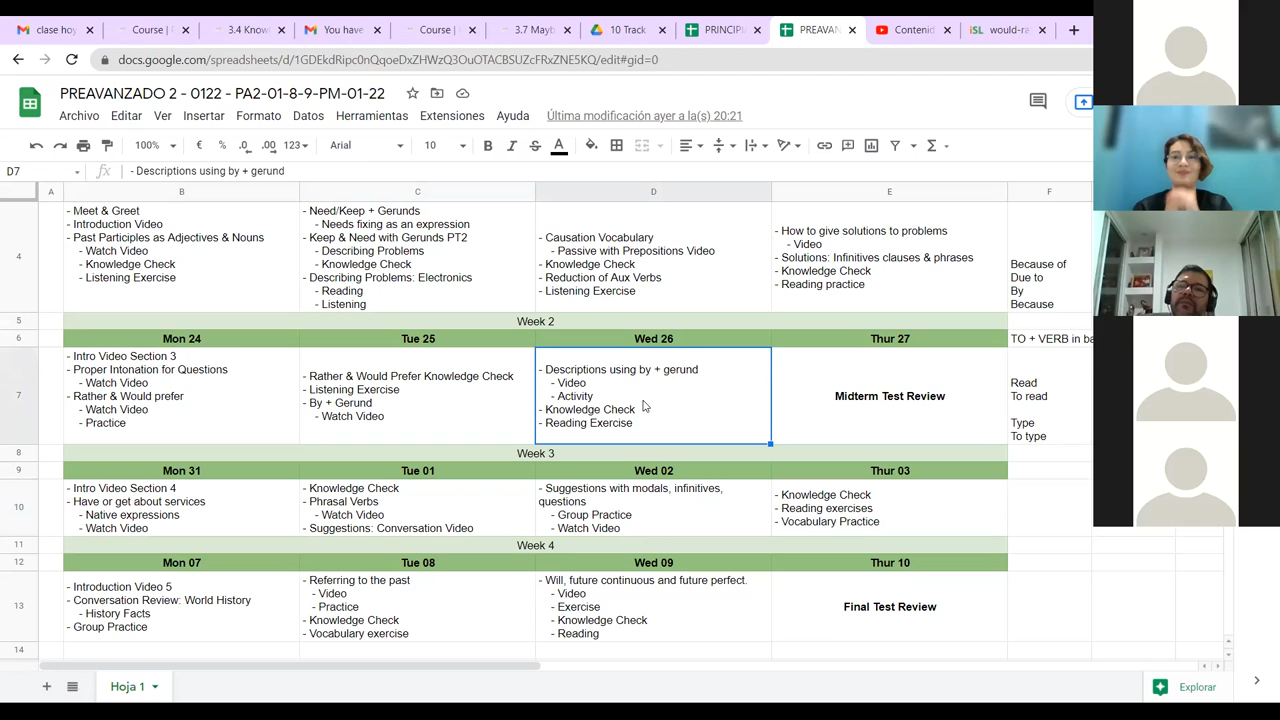 clase hoy
Course |
3.4 Know
You have
Course |
3.7 Mayb
10 Track
PRINCIPI
PREAVAN
Contenid
iSL would-ra
docs.google.com/spreadsheets/d/1GDEkdRipc0nQqoeDxZHWzQ3OuOTACBSUZcFRxZNE5KQ/edit#gid=0
PREAVANZADO 2 - 0122 - PA2-01-8-9-PM-01-22
Archivo Editar Ver Insertar Formato Datos Herramientas Extensiones Ayuda Última modificación ayer a la(s) 20:21
100% € % .0 .00 123 Arial 10 B I S A Σ
D7 fx - Descriptions using by + gerund
A B C D E F
4
- Meet & Greet
- Introduction Video
- Past Participles as Adjectives & Nouns
- Watch Video
- Knowledge Check
- Listening Exercise
- Need/Keep + Gerunds
- Needs fixing as an expression
- Keep & Need with Gerunds PT2
- Describing Problems
- Knowledge Check
- Describing Problems: Electronics
- Reading
- Listening
- Causation Vocabulary
- Passive with Prepositions Video
- Knowledge Check
- Reduction of Aux Verbs
- Listening Exercise
- How to give solutions to problems
- Video
- Solutions: Infinitives clauses & phrases
- Knowledge Check
- Reading practice
Because of
Due to
By
Because
5 Week 2
6 Mon 24 Tue 25 Wed 26 Thur 27 TO + VERB in ba
7
- Intro Video Section 3
- Proper Intonation for Questions
- Watch Video
- Rather & Would prefer
- Watch Video
- Practice
- Rather & Would Prefer Knowledge Check
- Listening Exercise
- By + Gerund
- Watch Video
- Descriptions using by + gerund
- Video
- Activity
- Knowledge Check
- Reading Exercise
Midterm Test Review
Read
To read
Type
To type
8 Week 3
9 Mon 31 Tue 01 Wed 02 Thur 03
10
- Intro Video Section 4
- Have or get about services
- Native expressions
- Watch Video
- Knowledge Check
- Phrasal Verbs
- Watch Video
- Suggestions: Conversation Video
- Suggestions with modals, infinitives,
questions
- Group Practice
- Watch Video
- Knowledge Check
- Reading exercises
- Vocabulary Practice
11 Week 4
12 Mon 07 Tue 08 Wed 09 Thur 10
13
- Introduction Video 5
- Conversation Review: World History
- History Facts
- Group Practice
- Referring to the past
- Video
- Practice
- Knowledge Check
- Vocabulary exercise
- Will, future continuous and future perfect.
- Video
- Exercise
- Knowledge Check
- Reading
Final Test Review
14
Hoja 1
Explorar